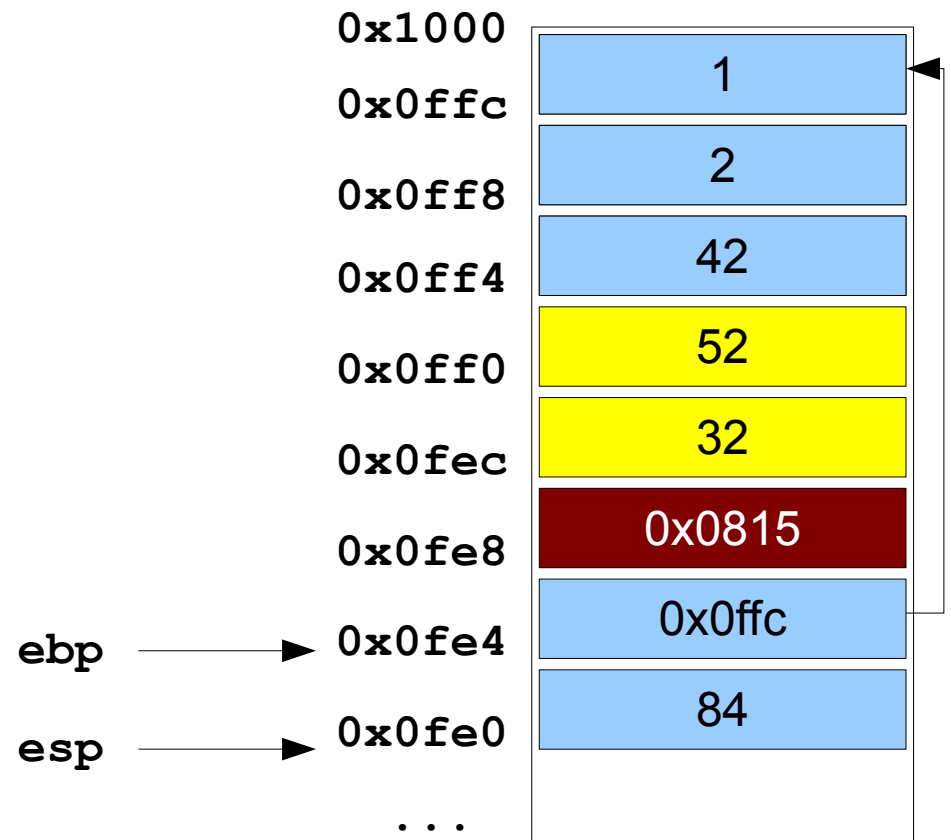 0x1000
1
0x0ffc
2
0x0ff8
42
0x0ff4
52
0x0ff0
32
0x0fec
0x0815
0x0fe8
0x0ffc
ebp 0x0fe4
84
esp 0x0fe0
...